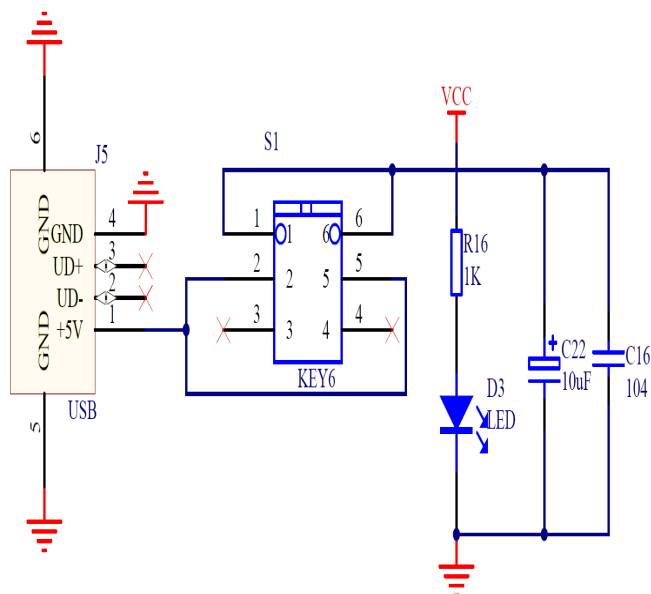 6
J5
GND
GND
4
UD+
3
UD-
2
+5V
1
GND
USB
5
S1
1
1
6
6
2
2
5
5
3
3
4
4
KEY6
VCC
R16
1K
D3
LED
+
C22
10uF
C16
104